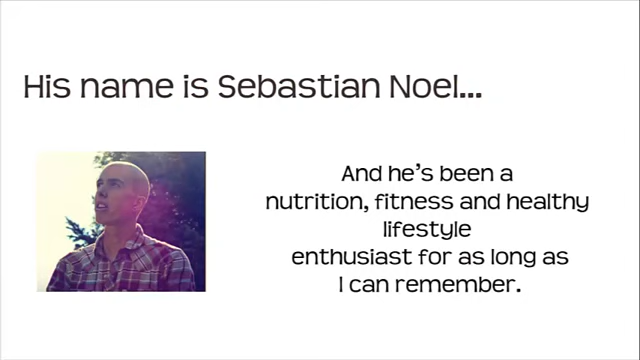 His name is Sebastian Noel...
And he's been a
nutrition, fitness and healthy
lifestyle
enthusiast for as long as
I can remember.